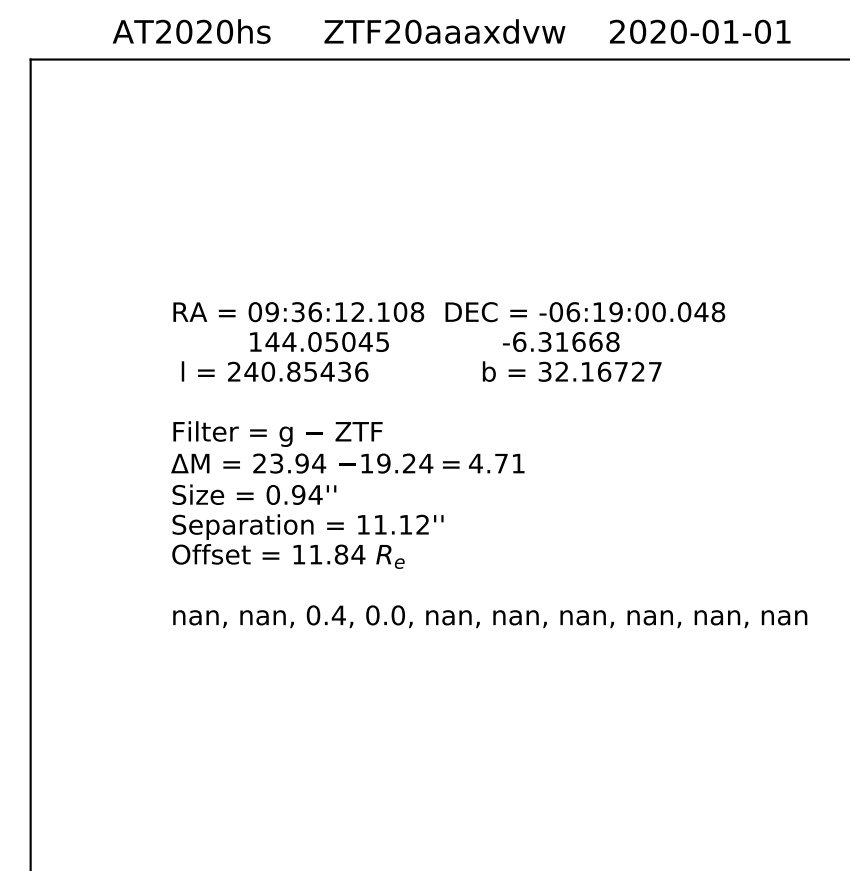 AT2020hs ZTF20aaaxdvw 2020-01-01
RA = 09:36:12.108 DEC = -06:19:00.048
144.05045 -6.31668
l = 240.85436 b = 32.16727
Filter = g − ZTF
ΔM = 23.94 −19.24 = 4.71
Size = 0.94''
Separation = 11.12''
Offset = 11.84 Rₑ
nan, nan, 0.4, 0.0, nan, nan, nan, nan, nan, nan